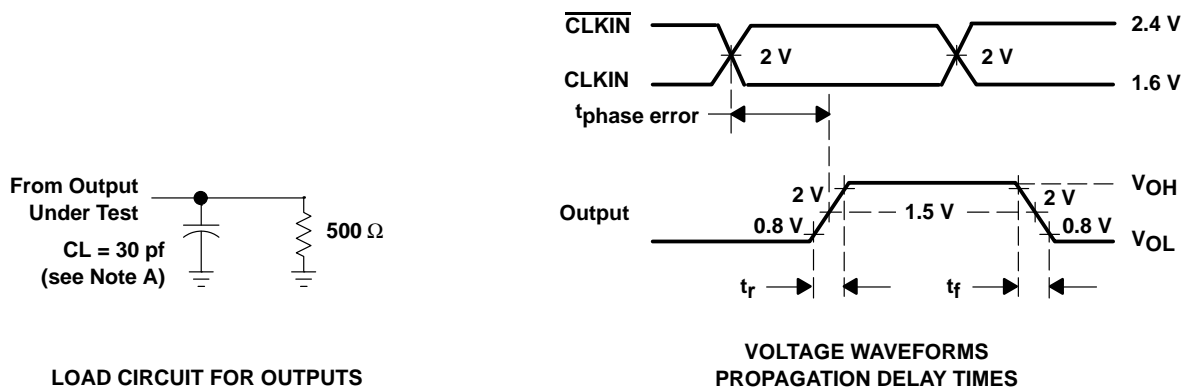 From Output
Under Test
CL = 30 pf
(see Note A)
500 Ω
LOAD CIRCUIT FOR OUTPUTS
CLKIN
CLKIN
2 V
2 V
2.4 V
1.6 V
tphase error
Output
2 V
0.8 V
1.5 V
2 V
0.8 V
VOH
VOL
tr
tf
VOLTAGE WAVEFORMS
PROPAGATION DELAY TIMES